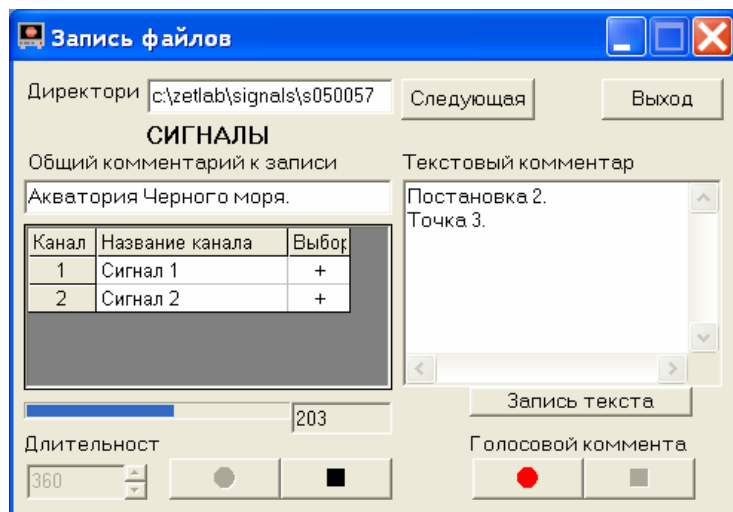 Запись файлов
Директори c:\zetlab\signals\s050057 Следующая Выход
СИГНАЛЫ
Общий комментарий к записи
Текстовый комментар
Акватория Черного моря.
Постановка 2.
Точка 3.
Канал Название канала Выбор
1 Сигнал 1 +
2 Сигнал 2 +
203
Запись текста
Длительност
Голосовой коммента
360